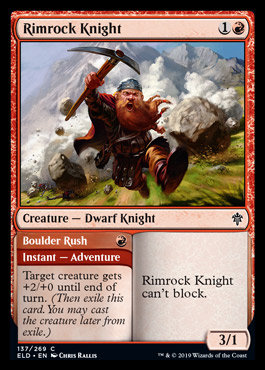 Rimrock Knight 1
Creature — Dwarf Knight
Boulder Rush
Instant — Adventure
Target creature gets
+2/+0 until end of
turn. (Then exile this
card. You may cast
the creature later from
exile.)
Rimrock Knight
can't block.
3/1
137/269 C
ELD • EN CHRIS RALLIS
™ & © 2019 Wizards of the Coast